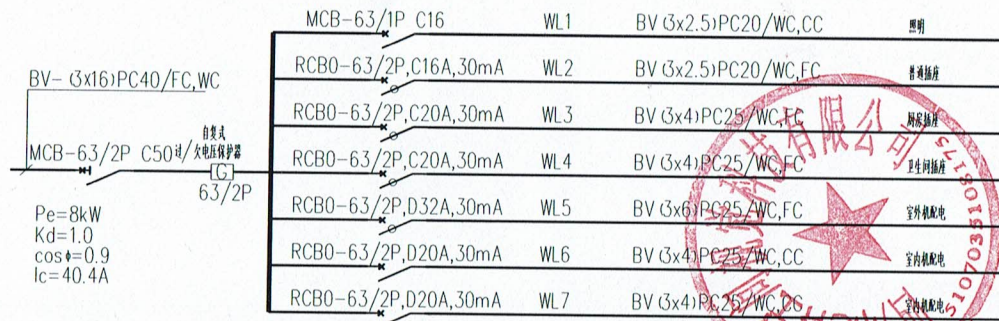 MCB-63/1P C16 WL1 BV (3x2.5)PC20/WC,CC 照明
RCBO-63/2P,C16A,30mA WL2 BV (3x2.5)PC20/WC,FC 普通插座
BV- (3x16)PC40/FC,WC
RCBO-63/2P,C20A,30mA WL3 BV (3x4)PC25/WC,FC 厨房插座
自复式
MCB-63/2P C50 过/欠电压保护器
G
63/2P
RCBO-63/2P,C20A,30mA WL4 BV (3x4)PC25/WC,FC 卫生间插座
RCBO-63/2P,D32A,30mA WL5 BV (3x6)PC25/WC,FC 室外机配电
Pe=8kW
Kd=1.0
cosφ=0.9
Ic=40.4A
RCBO-63/2P,D20A,30mA WL6 BV (3x4)PC25/WC,CC 室内机配电
RCBO-63/2P,D20A,30mA WL7 BV (3x4)PC25/WC,CC 室内机配电
科技有限公司
5107035108175